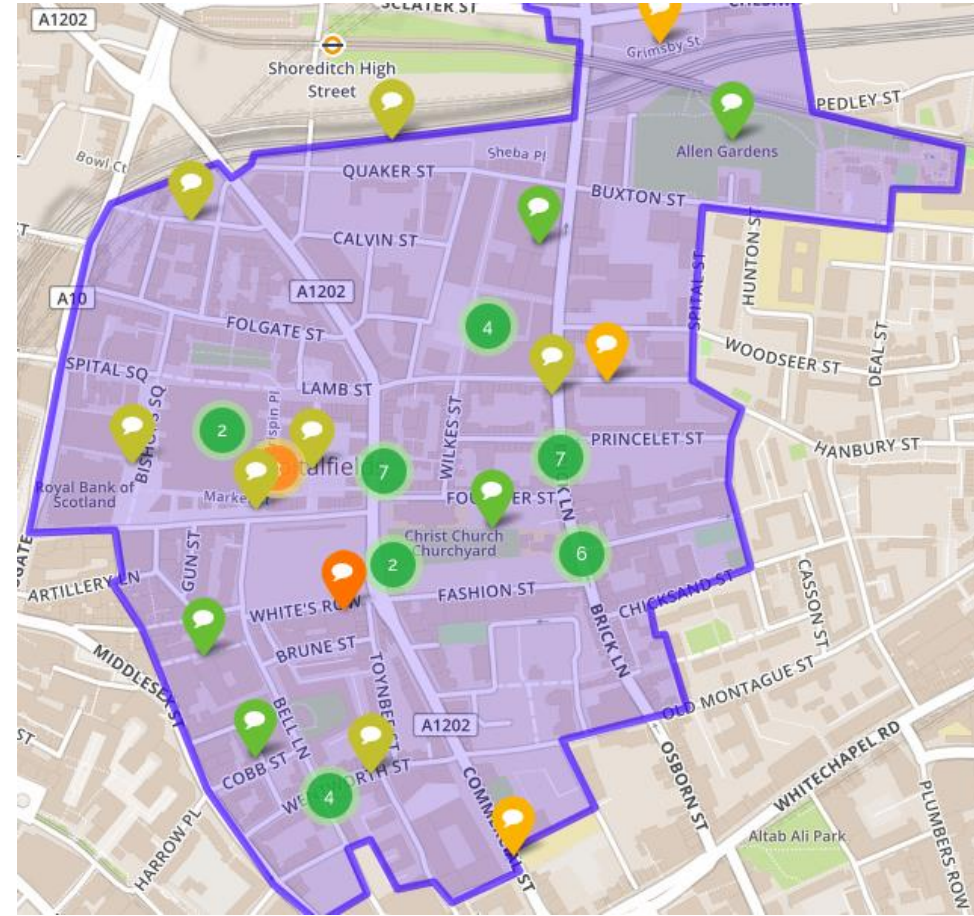 SCLATER ST
A1202
Grimsby St
Shoreditch High
Street
PEDLEY ST
Allen Gardens
Bowl Ct
Sheba Pl
QUAKER ST
BUXTON ST
CALVIN ST
HUNTON ST
SPITAL ST
A10
A1202
FOLGATE ST
4
WOODSEER ST
DEAL ST
SPITAL SQ
LAMB ST
BISHOP'S SQ
WILKES ST
2
PRINCELET ST
HANBURY ST
7
7
Royal Bank of
Scotland
Christ Church
Churchyard
2
6
GUN ST
ARTILLERY LN
WHITE'S ROW
FASHION ST
CHICKSAND ST
CASSON ST
BRICK LN
BRUNE ST
MIDDLESEX ST
OLD MONTAGUE ST
A1202
BELL LN
COBB ST
OSBORN ST
WHITECHAPEL RD
4
HARROW PL
Altab Ali Park
PLUMBERS ROW